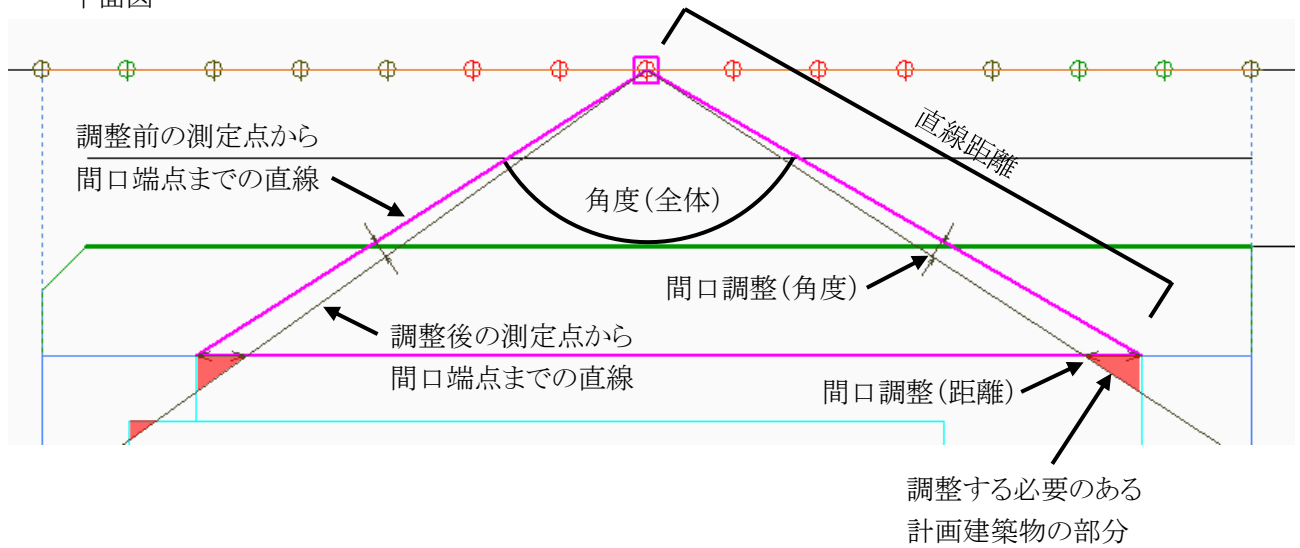 平面図
直線距離
調整前の測定点から
間口端点までの直線
角度(全体)
間口調整(角度)
調整後の測定点から
間口端点までの直線
間口調整(距離)
調整する必要のある
計画建築物の部分